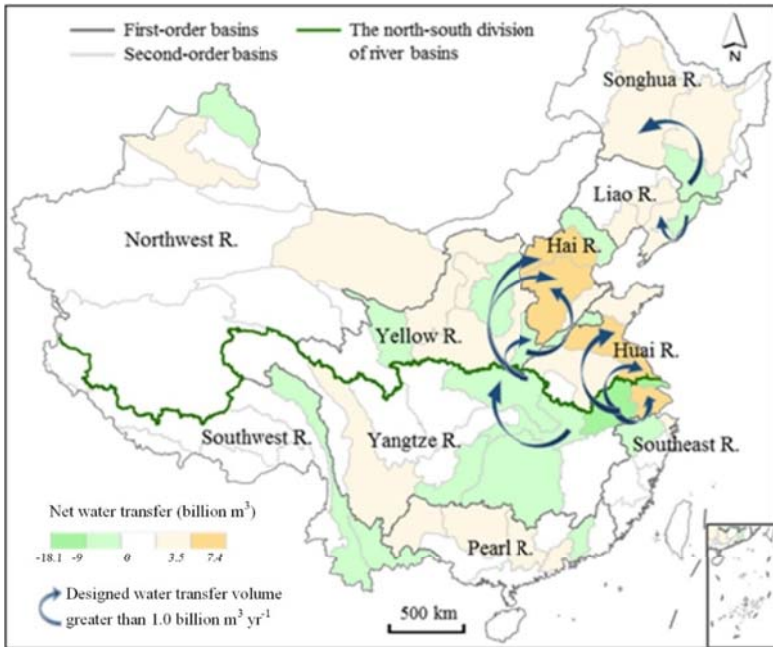 First-order basins
Second-order basins
The north-south division
of river basins
N
Songhua R.
Liao R.
Northwest R.
Hai R.
Yellow R.
Huai R.
Southwest R.
Yangtze R.
Southeast R.
Pearl R.
Net water transfer (billion m³)
-18.1 -9 0 3.5 7.4
Designed water transfer volume
greater than 1.0 billion m³ yr⁻¹
500 km